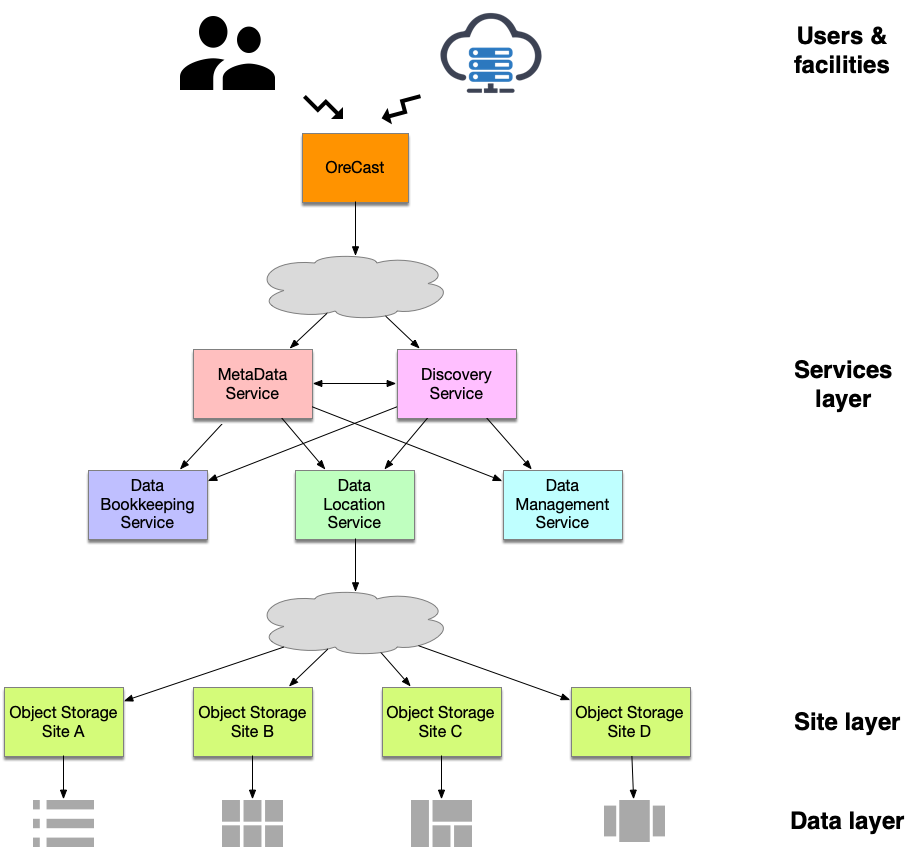 Users &
facilities
OreCast
Services
layer
MetaData
Service
Discovery
Service
Data
Bookkeeping
Service
Data
Location
Service
Data
Management
Service
Object Storage
Site A
Object Storage
Site B
Object Storage
Site C
Object Storage
Site D
Site layer
Data layer